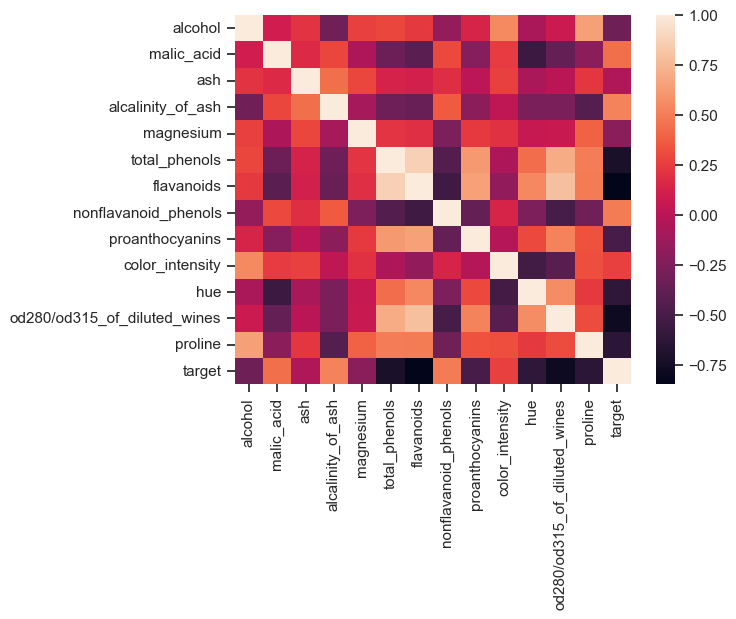 alcohol
malic_acid
ash
alcalinity_of_ash
magnesium
total_phenols
flavanoids
nonflavanoid_phenols
proanthocyanins
color_intensity
hue
od280/od315_of_diluted_wines
proline
target
alcohol
malic_acid
ash
alcalinity_of_ash
magnesium
total_phenols
flavanoids
nonflavanoid_phenols
proanthocyanins
color_intensity
hue
od280/od315_of_diluted_wines
proline
target
1.00
0.75
0.50
0.25
0.00
−0.25
−0.50
−0.75